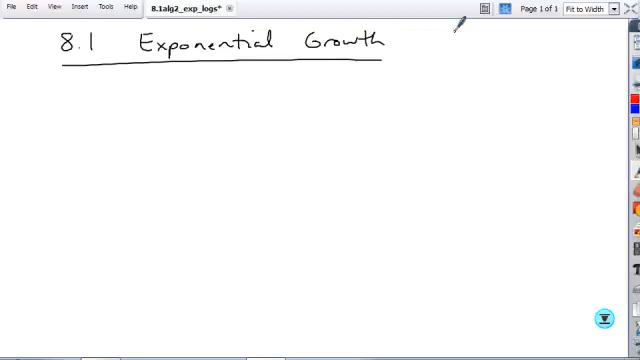 File Edit View Insert Tools Help 8.1alg2_exp_logs* Page 1 of 1 Fit to Width
8.1 Exponential Growth